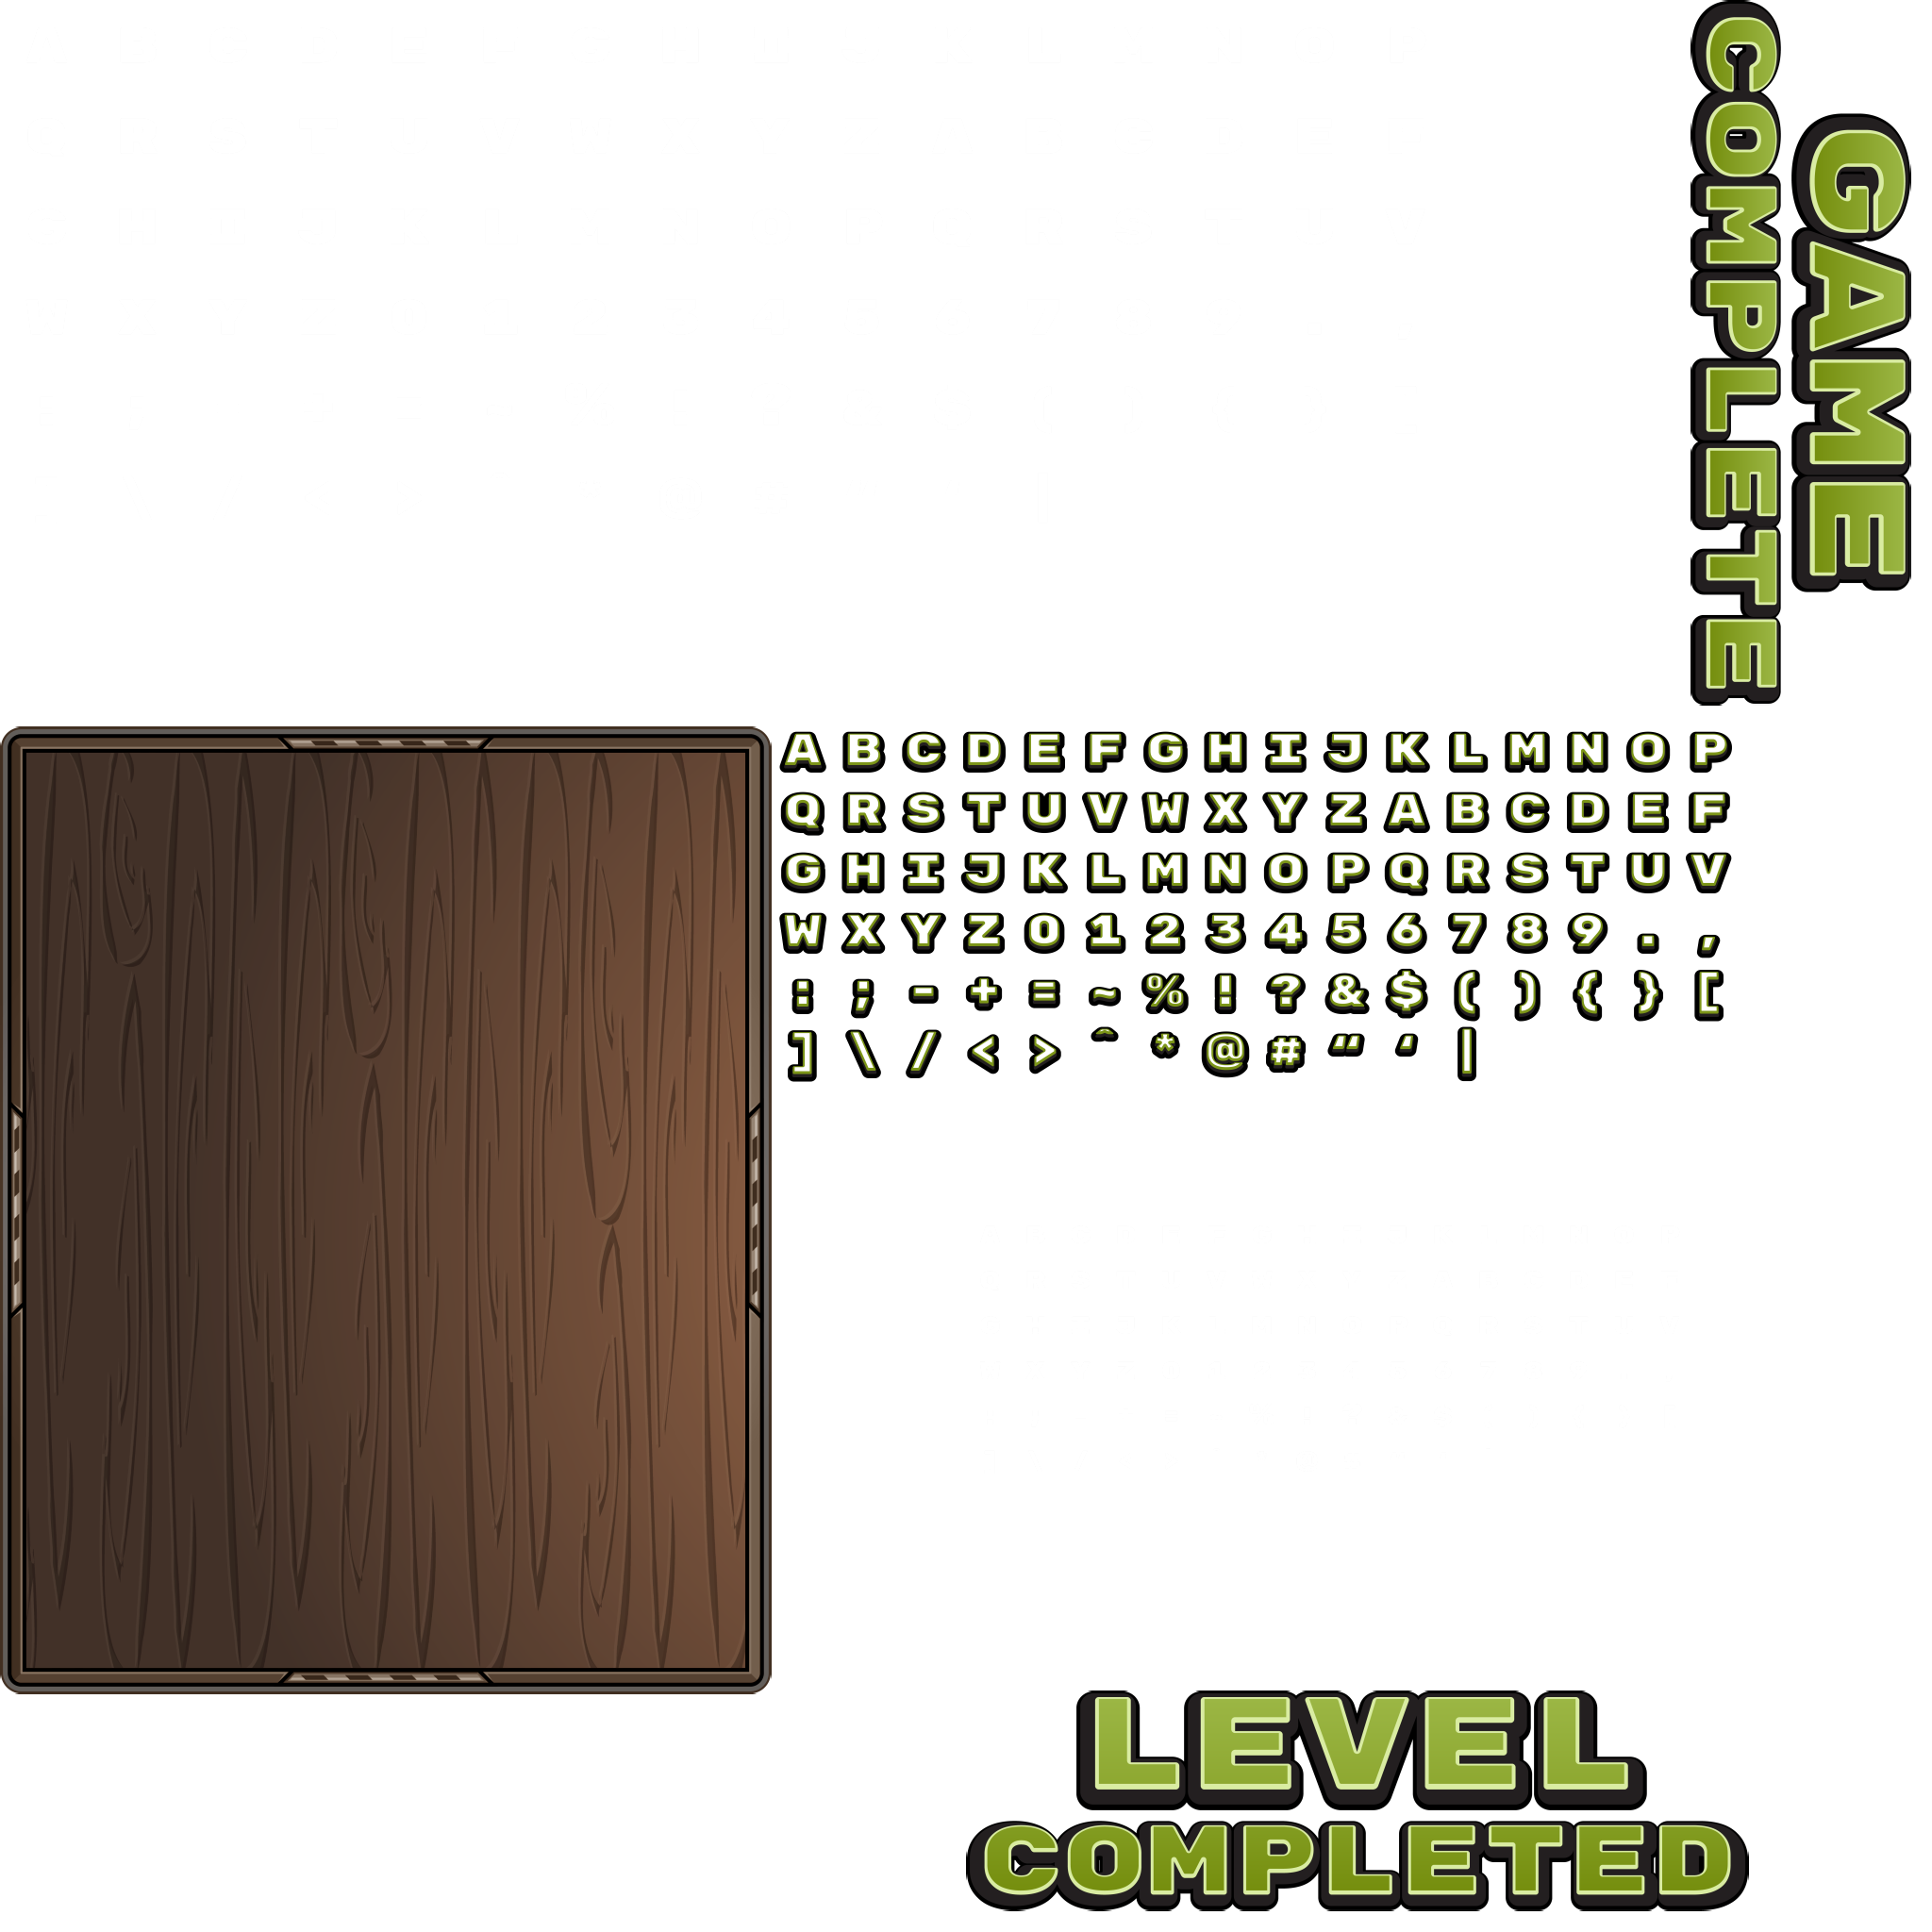 GAME
COMPLETE
A B C D E F G H I J K L M N O P
Q R S T U V W X Y Z A B C D E F
G H I J K L M N O P Q R S T U V
W X Y Z 0 1 2 3 4 5 6 7 8 9 . ,
: ; - + = ~ % ! ? & $ ( ) { } [
] \ / < > ^ * @ # " ' |
LEVEL
COMPLETED